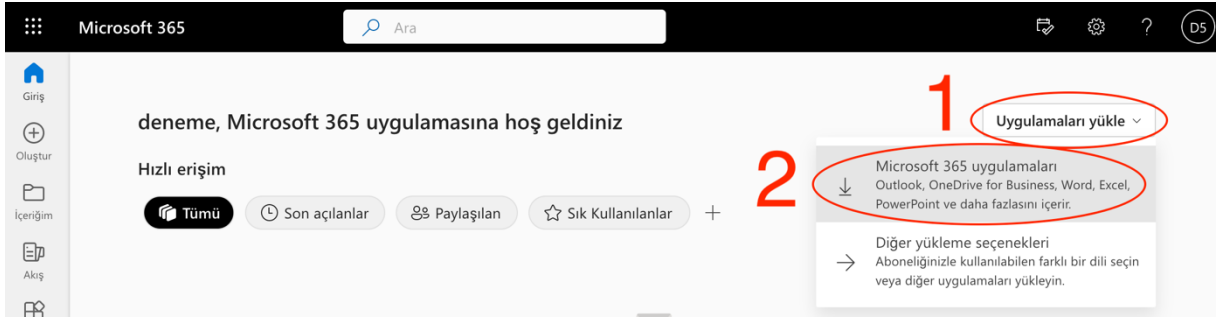 Microsoft 365
Ara
D5
Giriş
Oluştur
İçeriğim
Akış
deneme, Microsoft 365 uygulamasına hoş geldiniz
1
Uygulamaları yükle
Hızlı erişim
Tümü
Son açılanlar
Paylaşılan
Sık Kullanılanlar
2
Microsoft 365 uygulamaları
Outlook, OneDrive for Business, Word, Excel,
PowerPoint ve daha fazlasını içerir.
Diğer yükleme seçenekleri
Aboneliğinizle kullanılabilen farklı bir dili seçin
veya diğer uygulamaları yükleyin.